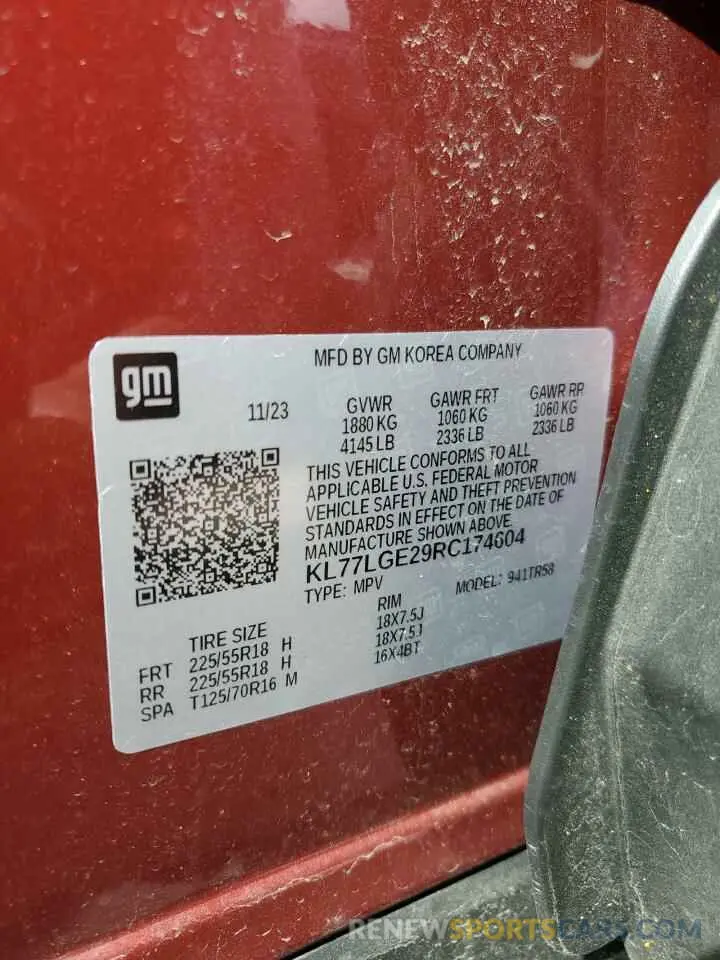 MFD BY GM KOREA COMPANY
gm
11/23
GVWR GAWR FRT GAWR RR
1880 KG 1060 KG 1060 KG
4145 LB 2336 LB 2336 LB
THIS VEHICLE CONFORMS TO ALL
APPLICABLE U.S. FEDERAL MOTOR
VEHICLE SAFETY AND THEFT PREVENTION
STANDARDS IN EFFECT ON THE DATE OF
MANUFACTURE SHOWN ABOVE.
KL77LGE29RC174604
TYPE: MPV MODEL: 941TR58
TIRE SIZE RIM
FRT 225/55R18 H 18X7.5J
RR 225/55R18 H 18X7.5J
SPA T125/70R16 M 16X4BT
RENEWSPORTSCARS.COM